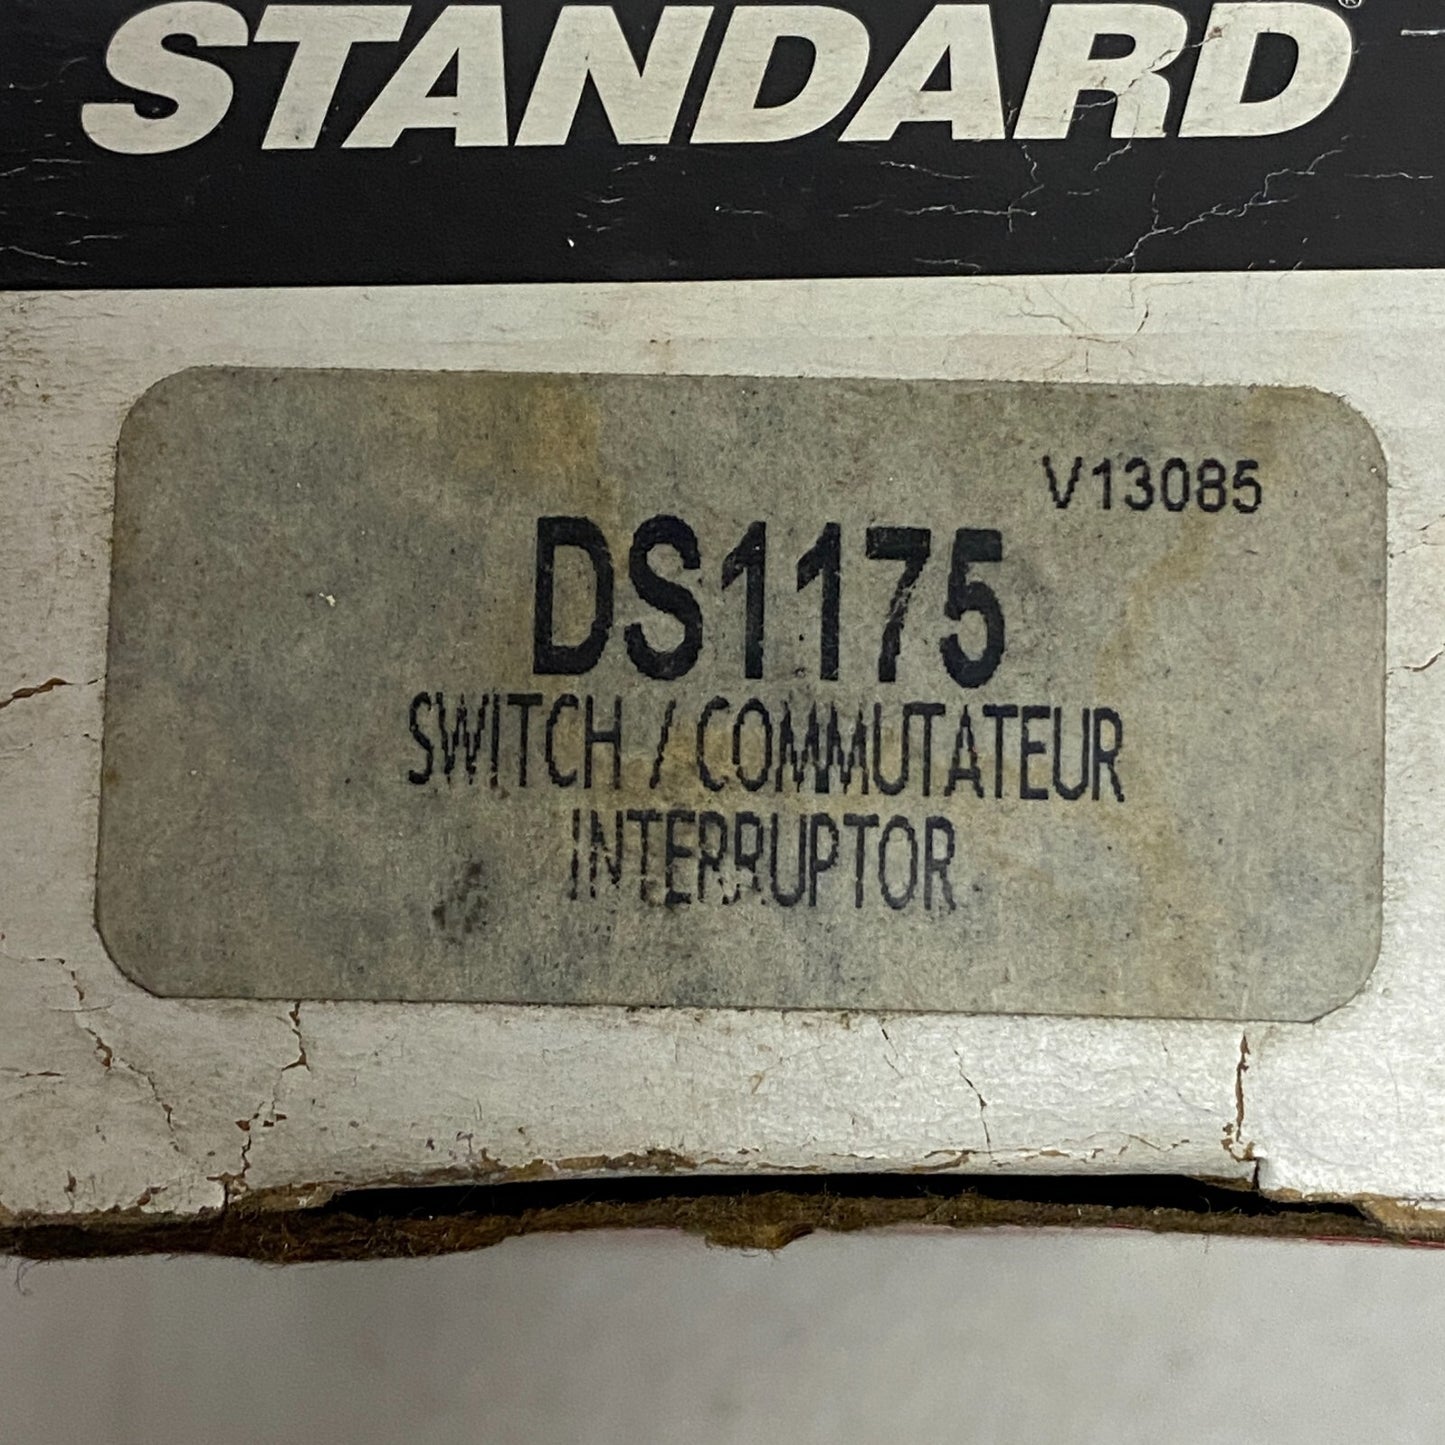 STANDARD®
V13085
DS1175
SWITCH / COMMUTATEUR
INTERRUPTOR